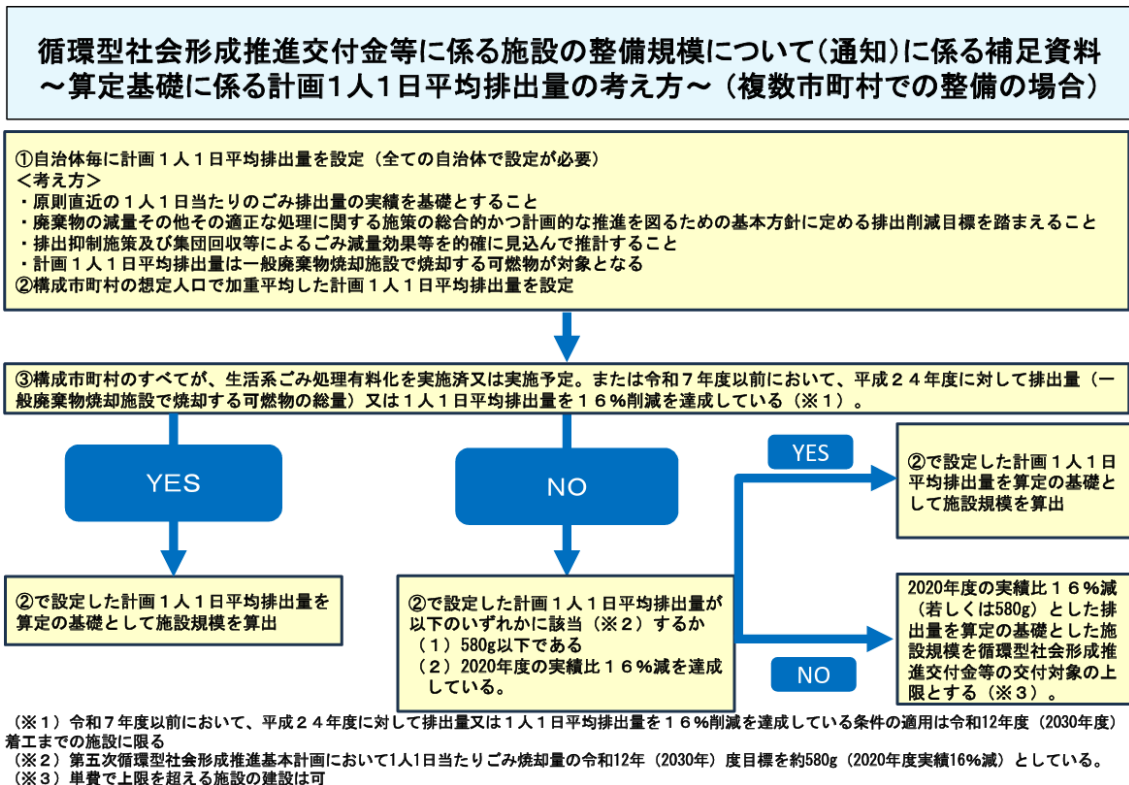 循環型社会形成推進交付金等に係る施設の整備規模について（通知）に係る補足資料
～算定基礎に係る計画１人１日平均排出量の考え方～（複数市町村での整備の場合）
①自治体毎に計画１人１日平均排出量を設定（全ての自治体で設定が必要）
＜考え方＞
・原則直近の１人１日当たりのごみ排出量の実績を基礎とすること
・廃棄物の減量その他その適正な処理に関する施策の総合的かつ計画的な推進を図るための基本方針に定める排出削減目標を踏まえること
・排出抑制施策及び集団回収等によるごみ減量効果等を的確に見込んで推計すること
・計画１人１日平均排出量は一般廃棄物焼却施設で焼却する可燃物が対象となる
②構成市町村の想定人口で加重平均した計画１人１日平均排出量を設定
③構成市町村のすべてが、生活系ごみ処理有料化を実施済又は実施予定。または令和７年度以前において、平成２４年度に対して排出量（一
般廃棄物焼却施設で焼却する可燃物の総量）又は１人１日平均排出量を１６％削減を達成している（※１）。
YES
②で設定した計画１人１日平均排出量を
算定の基礎として施設規模を算出
NO
②で設定した計画１人１日平均排出量が
以下のいずれかに該当（※２）するか
（１）580g以下である
（２）2020年度の実績比１６％減を達成
している。
YES
②で設定した計画１人１日
平均排出量を算定の基礎と
して施設規模を算出
NO
2020年度の実績比１６％減
（若しくは580g）とした排
出量を算定の基礎とした施
設規模を循環型社会形成推
進交付金等の交付対象の上
限とする（※３）。
（※１）令和７年度以前において、平成２４年度に対して排出量又は１人１日平均排出量を１６％削減を達成している条件の適用は令和12年度（2030年度）
着工までの施設に限る
（※２）第五次循環型社会形成推進基本計画において1人1日当たりごみ焼却量の令和12年（2030年）度目標を約580g（2020年度実績16%減）としている。
（※３）単費で上限を超える施設の建設は可